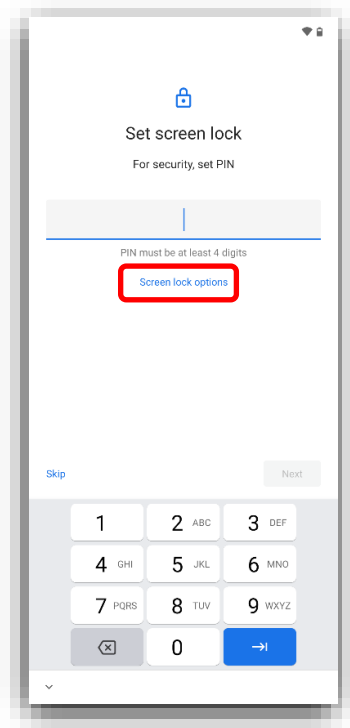 Set screen lock
For security, set PIN
PIN must be at least 4 digits
Screen lock options
Skip Next
1 2 ABC 3 DEF
4 GHI 5 JKL 6 MNO
7 PQRS 8 TUV 9 WXYZ
0